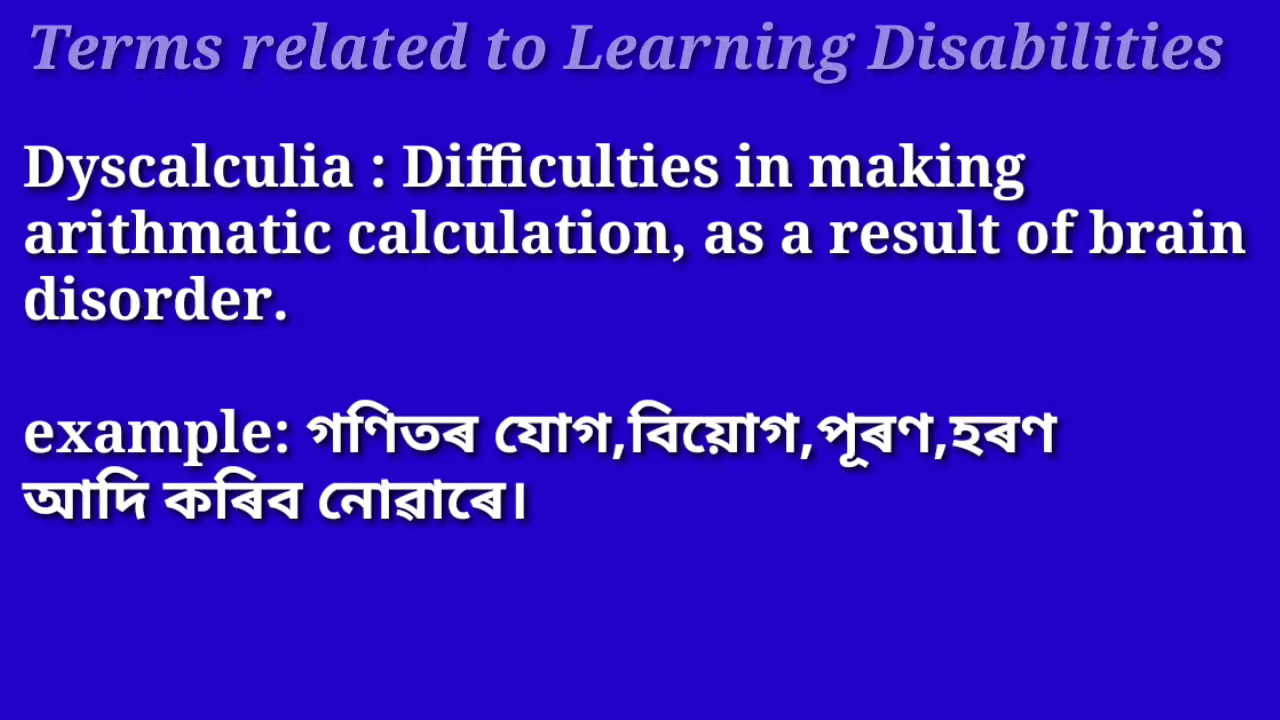 Terms related to Learning Disabilities
Dyscalculia : Difficulties in making
arithmatic calculation, as a result of brain
disorder.
example: গণিতৰ যোগ,বিয়োগ,পূৰণ,হৰণ
আদি কৰিব নোৱাৰে।